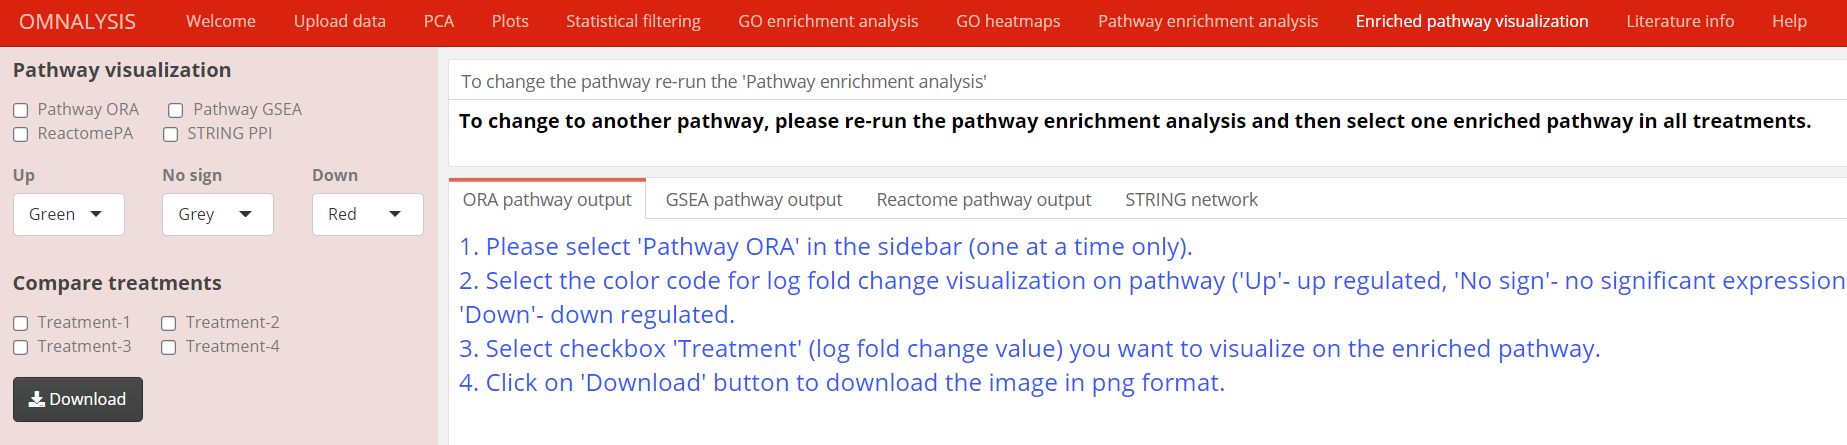 OMNALYSIS Welcome Upload data PCA Plots Statistical filtering GO enrichment analysis GO heatmaps Pathway enrichment analysis Enriched pathway visualization Literature info Help
Pathway visualization
Pathway ORA Pathway GSEA
ReactomePA STRING PPI
Up No sign Down
Green Grey Red
Compare treatments
Treatment-1 Treatment-2
Treatment-3 Treatment-4
Download
To change the pathway re-run the 'Pathway enrichment analysis'
To change to another pathway, please re-run the pathway enrichment analysis and then select one enriched pathway in all treatments.
ORA pathway output GSEA pathway output Reactome pathway output STRING network
1. Please select 'Pathway ORA' in the sidebar (one at a time only).
2. Select the color code for log fold change visualization on pathway ('Up'- up regulated, 'No sign'- no significant expression
'Down'- down regulated.
3. Select checkbox 'Treatment' (log fold change value) you want to visualize on the enriched pathway.
4. Click on 'Download' button to download the image in png format.